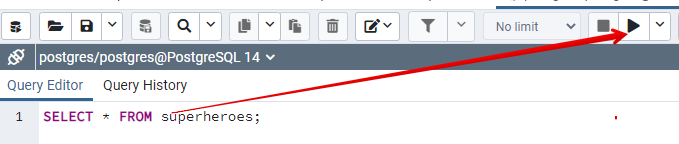 No limit
postgres/postgres@PostgreSQL 14
Query Editor Query History
1 SELECT * FROM superheroes;